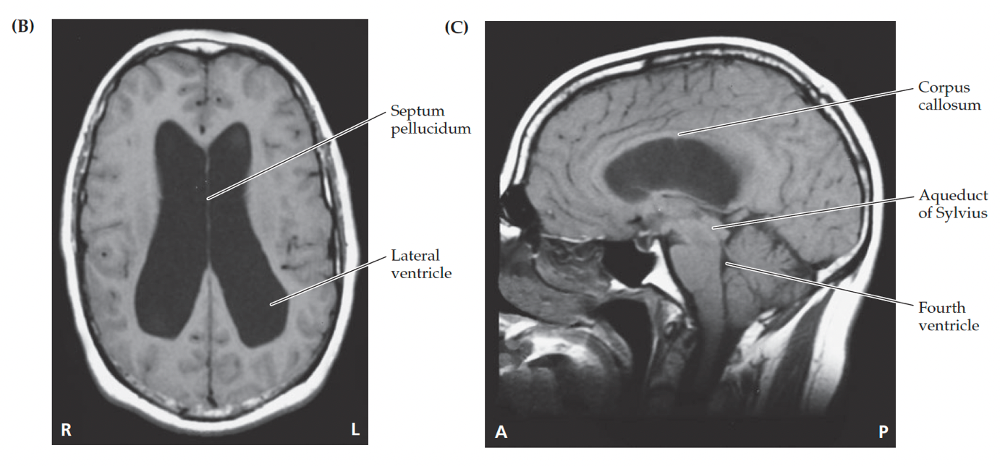 (B)
Septum
pellucidum
Lateral
ventricle
R
L
(C)
Corpus
callosum
Aqueduct
of Sylvius
Fourth
ventricle
A
P